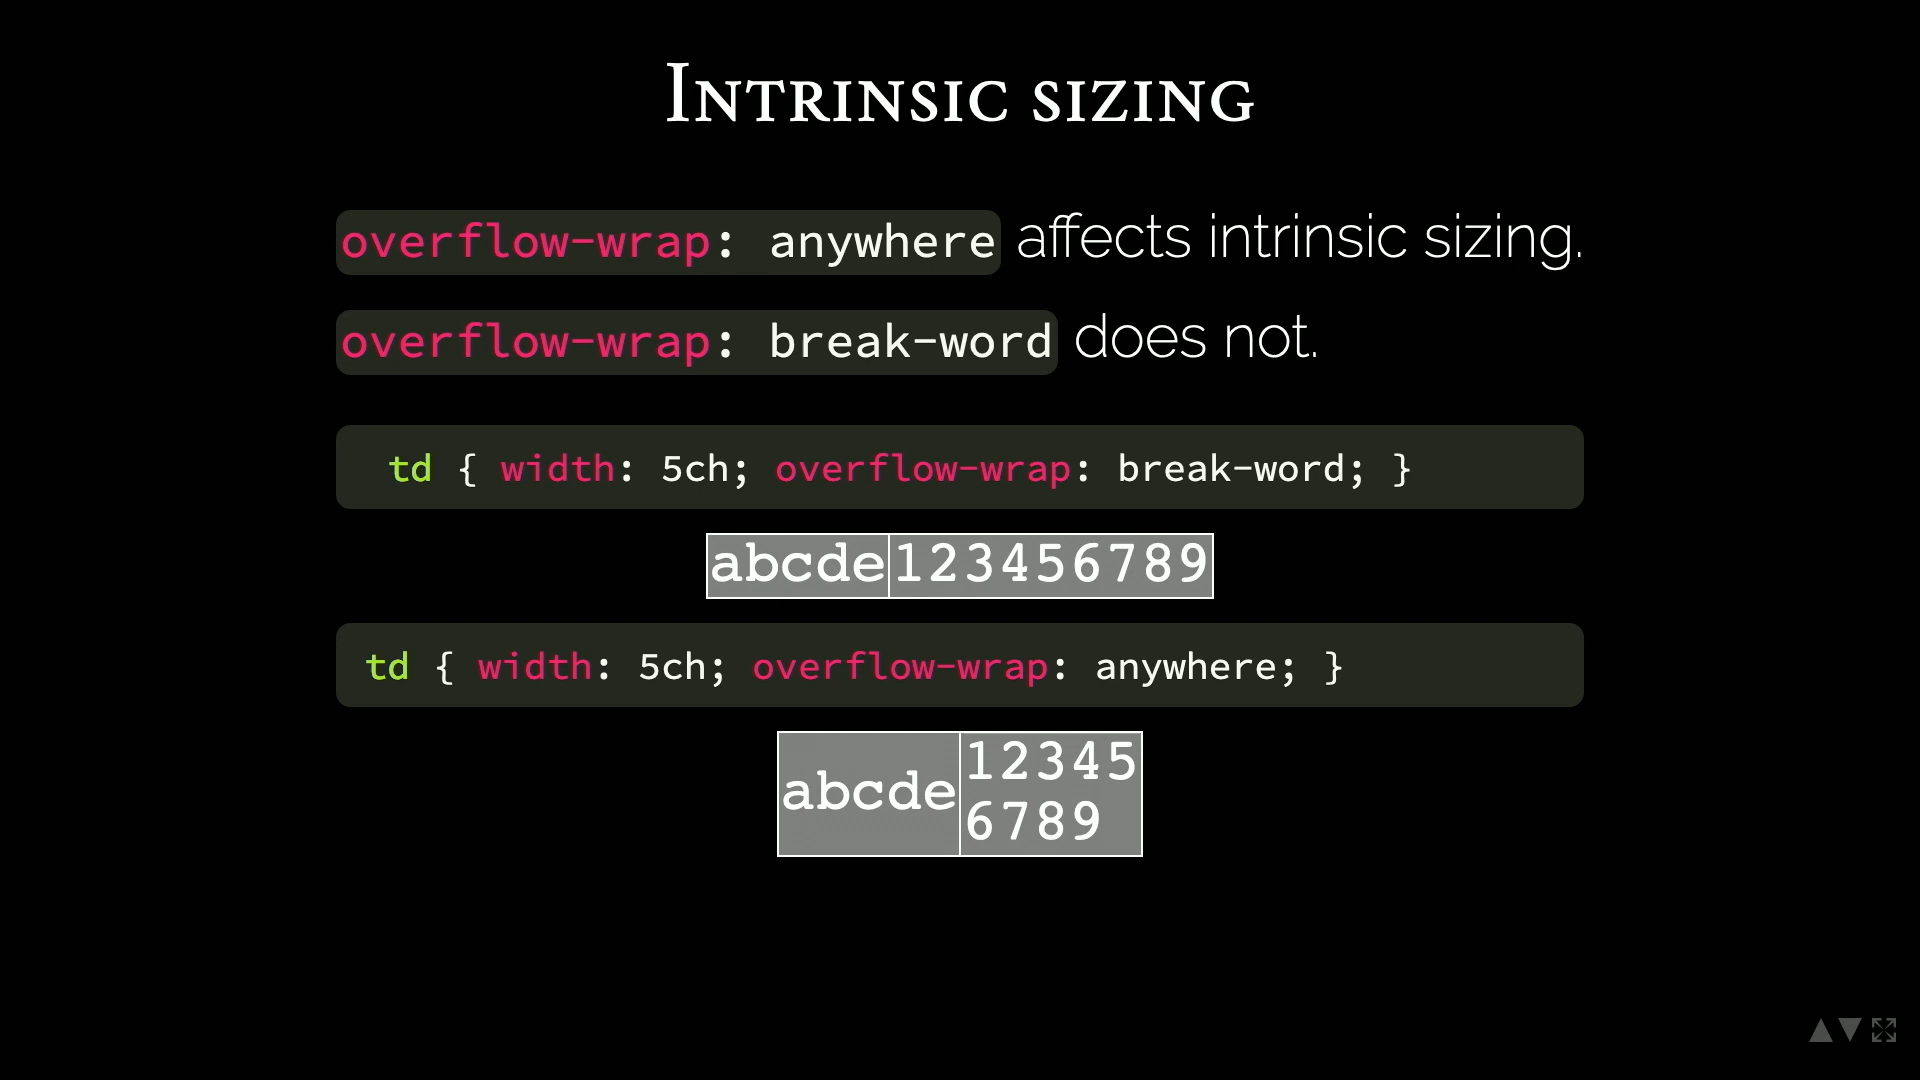 Intrinsic sizing
overflow-wrap: anywhere affects intrinsic sizing.
overflow-wrap: break-word does not.
td { width: 5ch; overflow-wrap: break-word; }
abcde 123456789
td { width: 5ch; overflow-wrap: anywhere; }
abcde 12345
6789